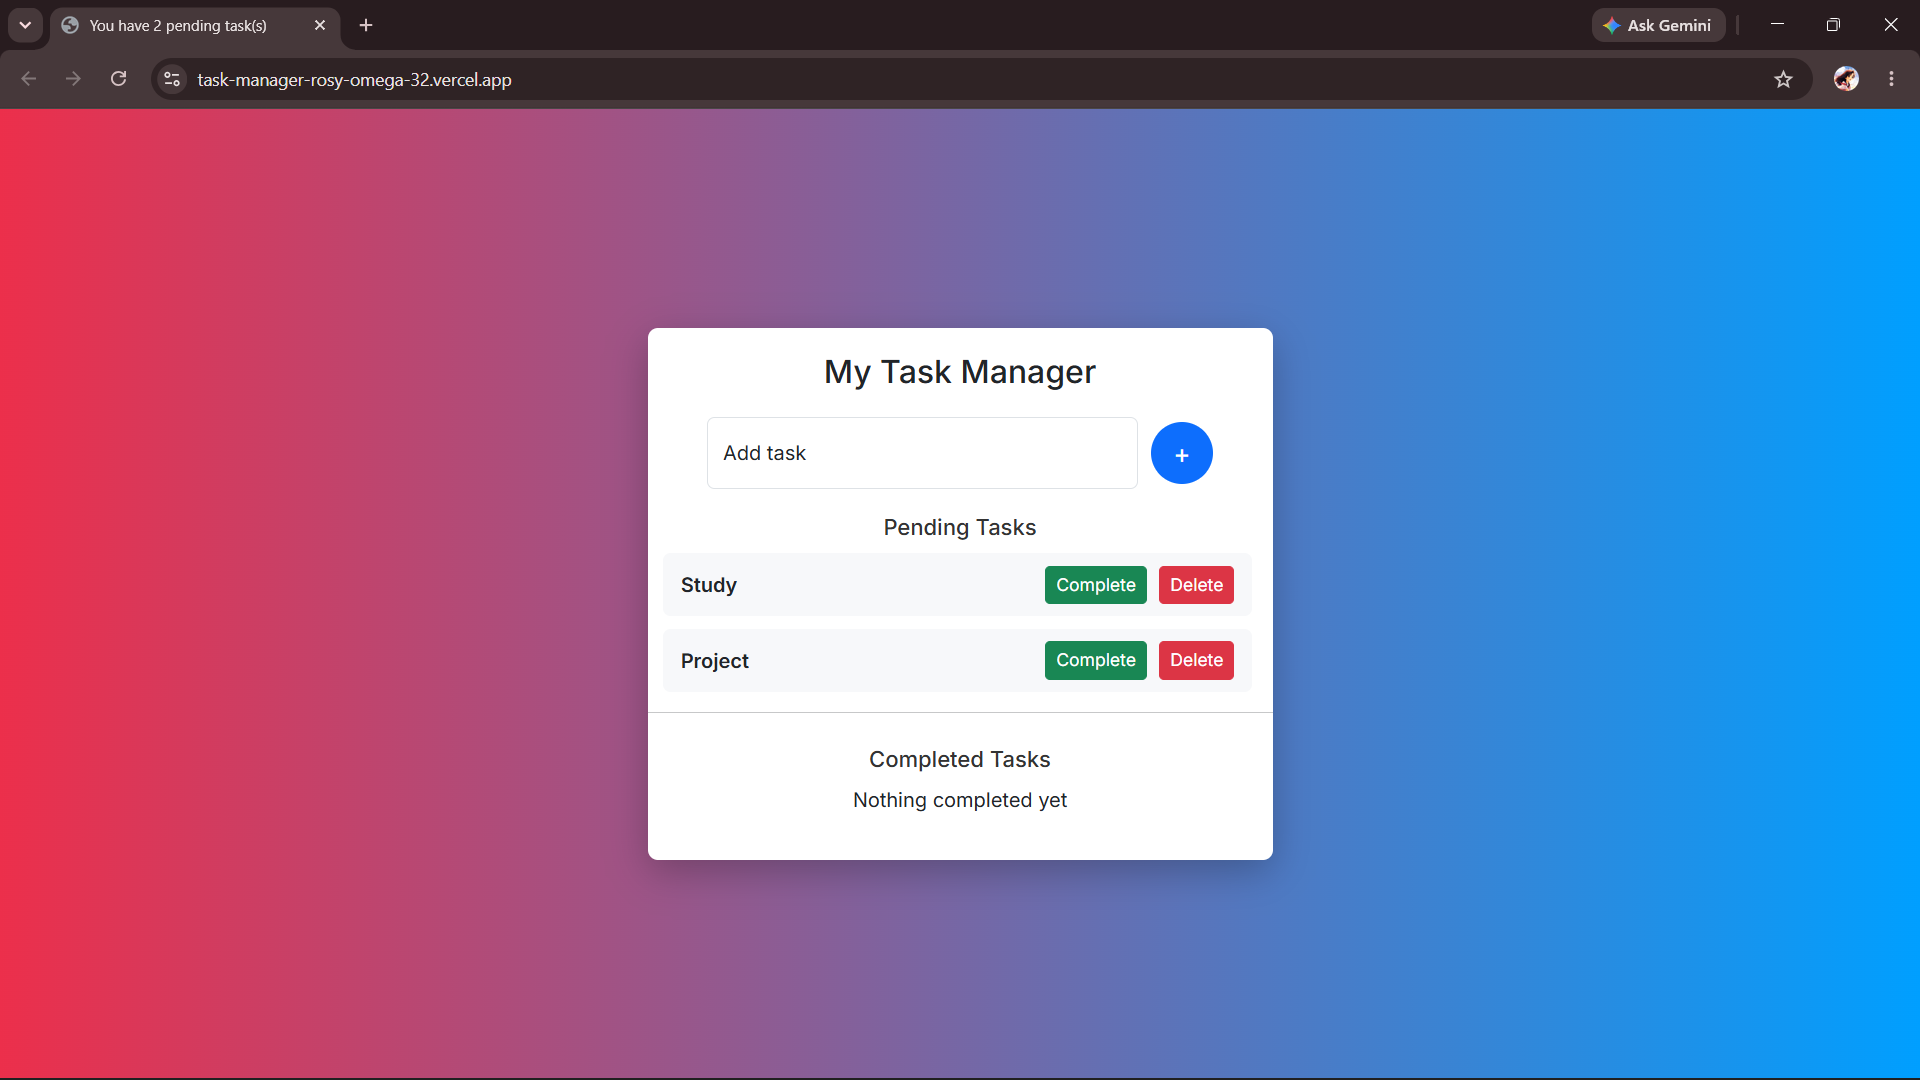 You have 2 pending task(s)
Ask Gemini
task-manager-rosy-omega-32.vercel.app
My Task Manager
Add task
+
Pending Tasks
Study Complete Delete
Project Complete Delete
Completed Tasks
Nothing completed yet